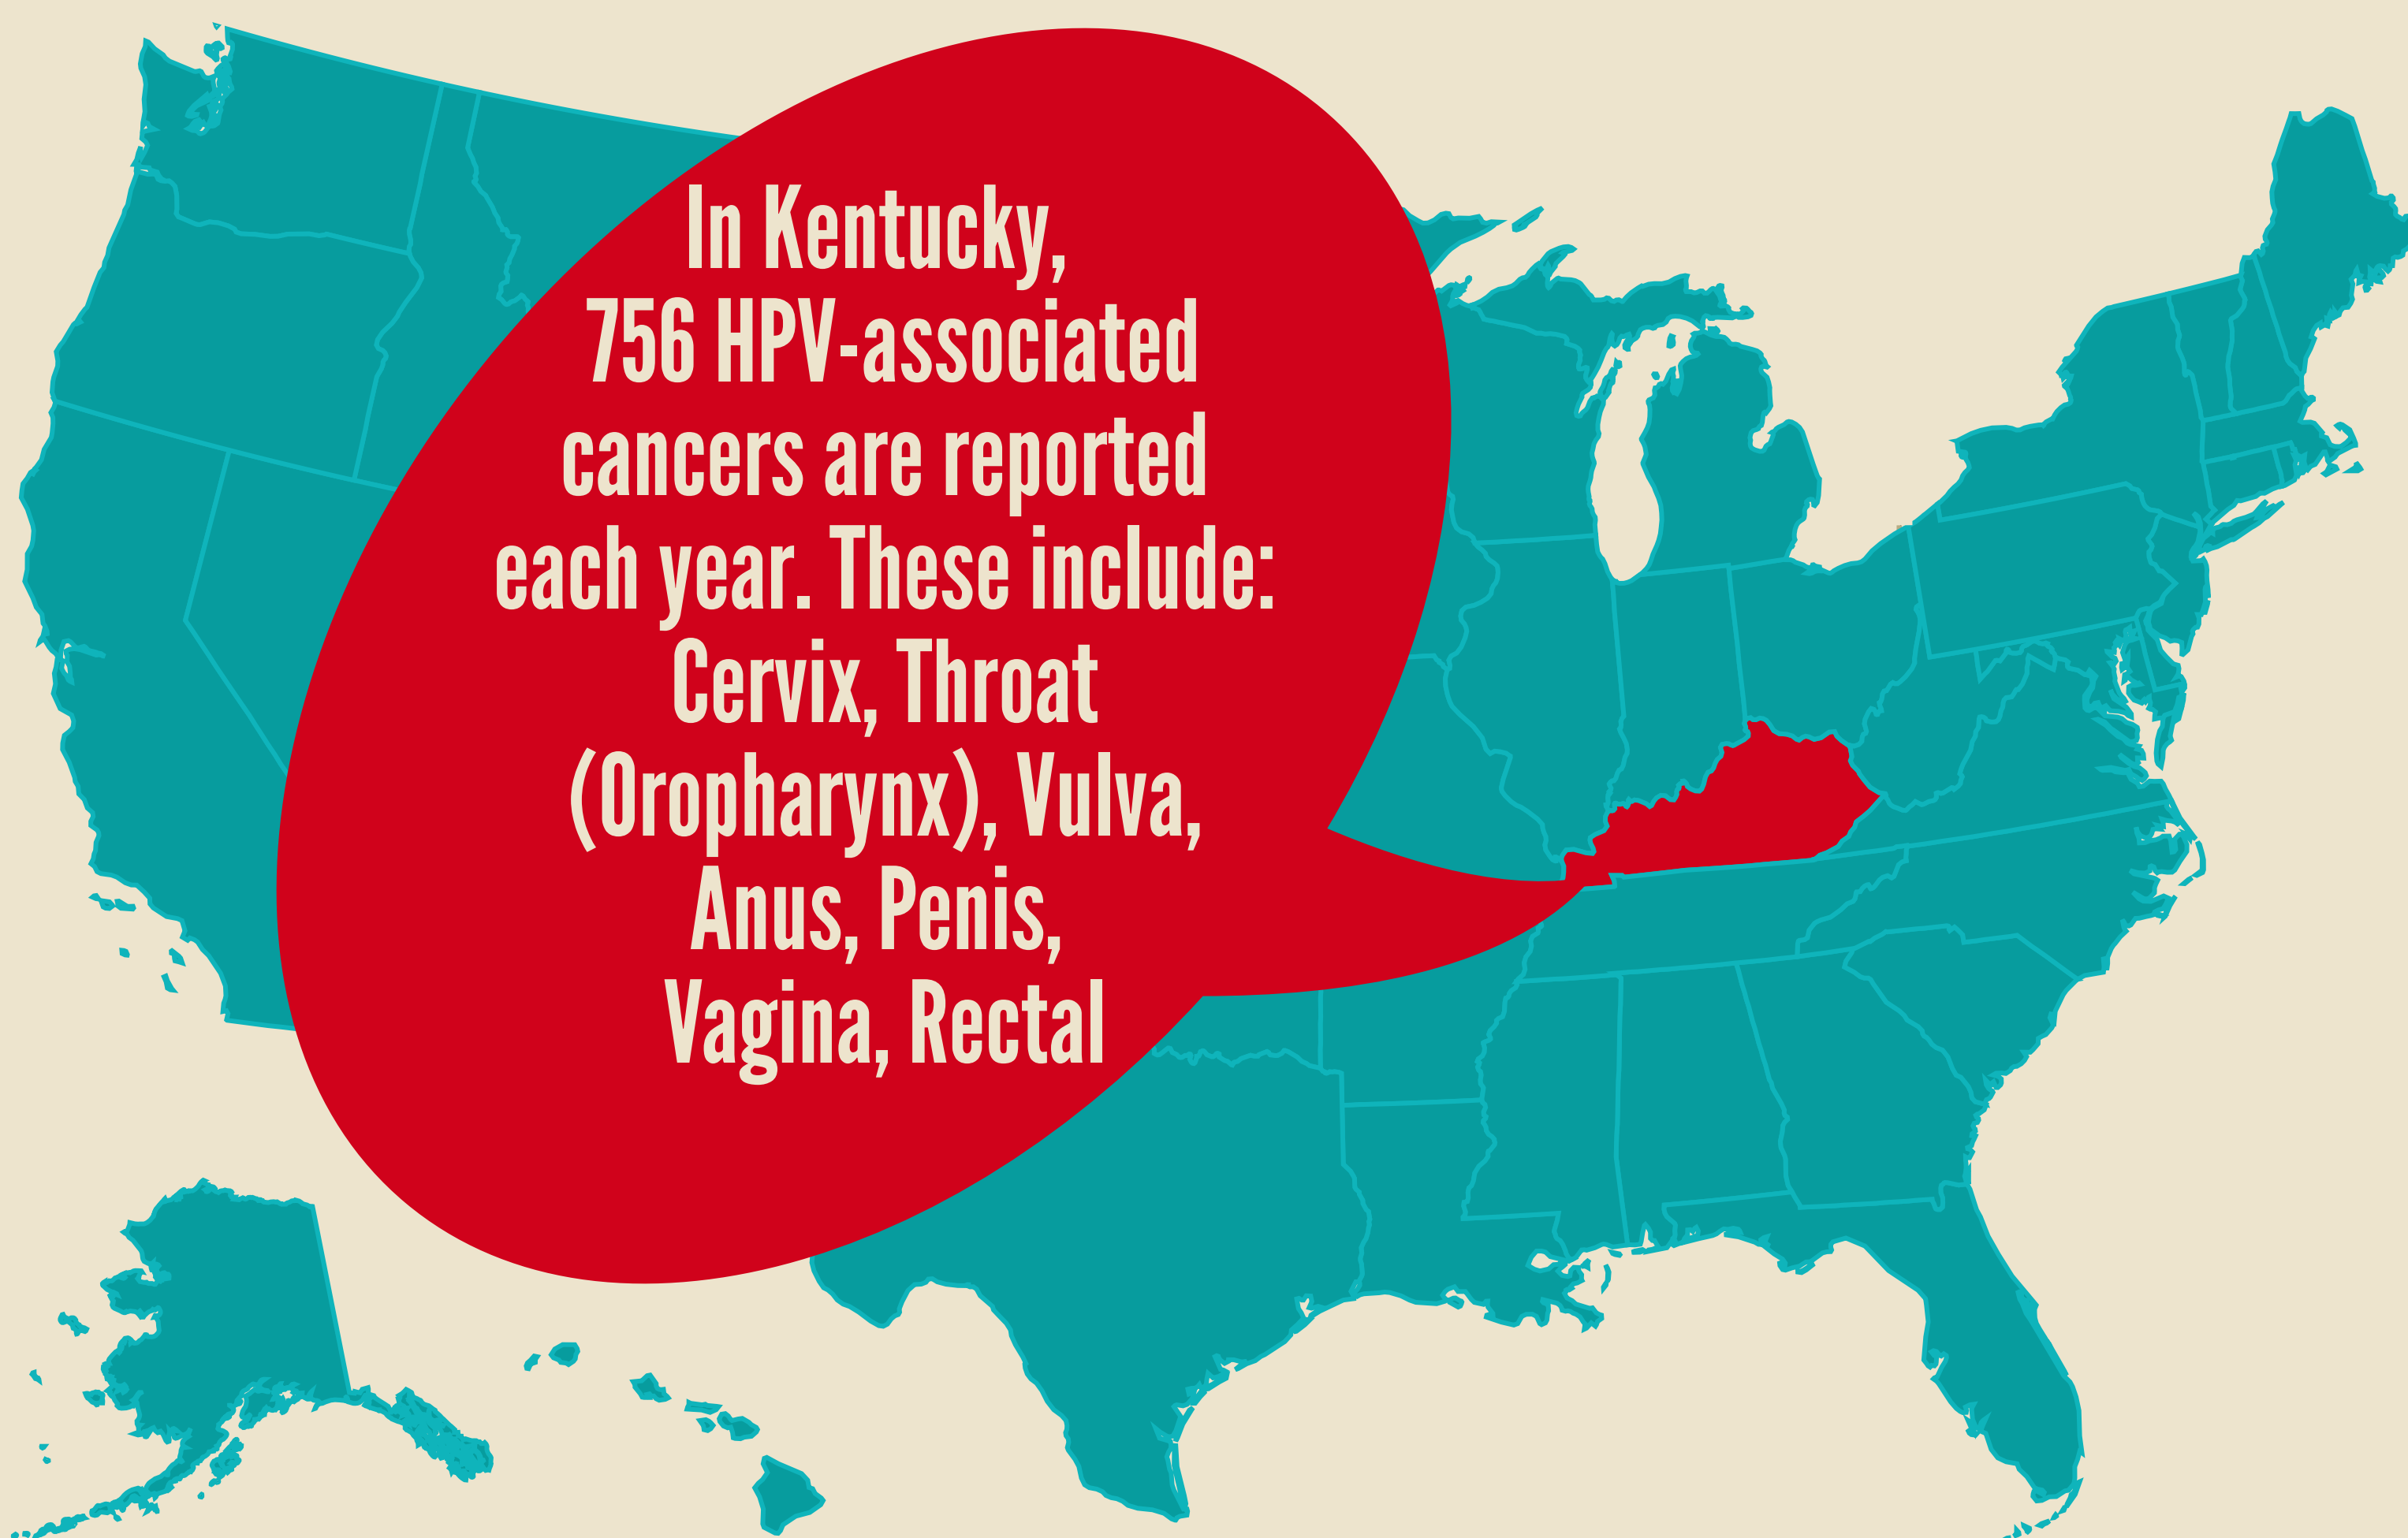 In Kentucky,
756 HPV-associated
cancers are reported
each year. These include:
Cervix, Throat
(Oropharynx), Vulva,
Anus, Penis,
Vagina, Rectal